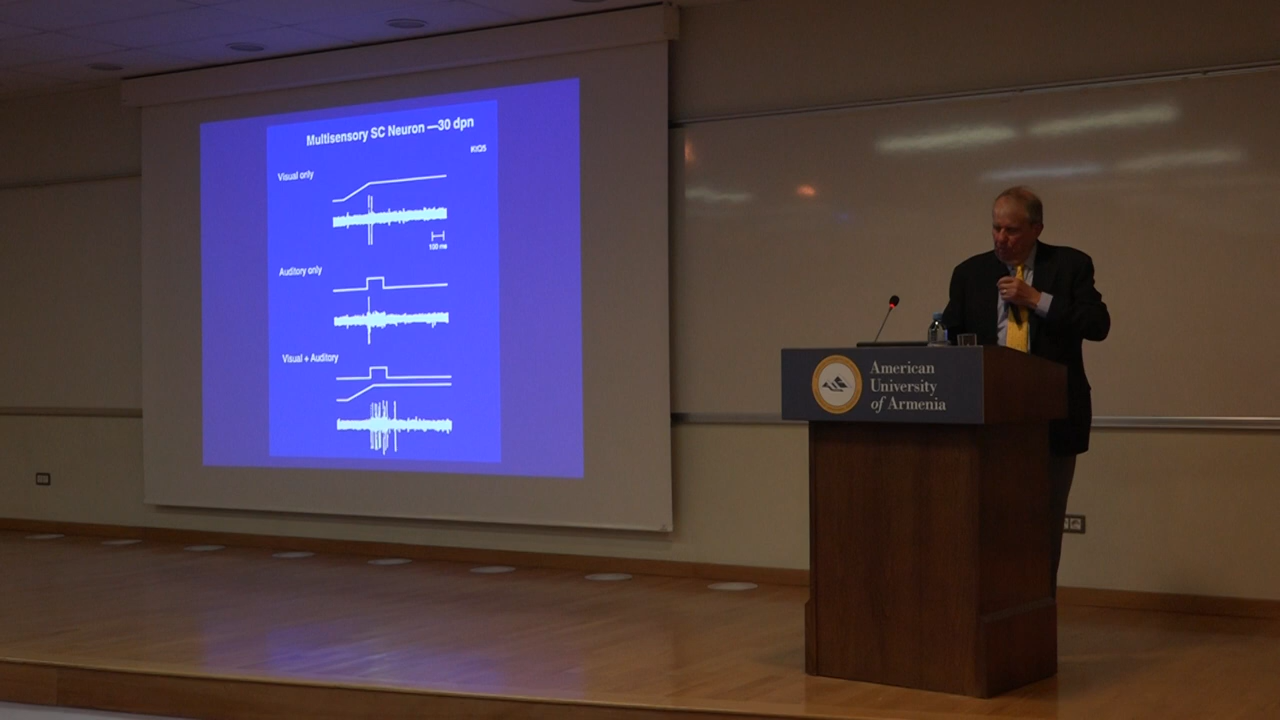 Multisensory SC Neuron —30 dpn
Visual only
100 ms
Auditory only
Visual + Auditory
American
University
of Armenia